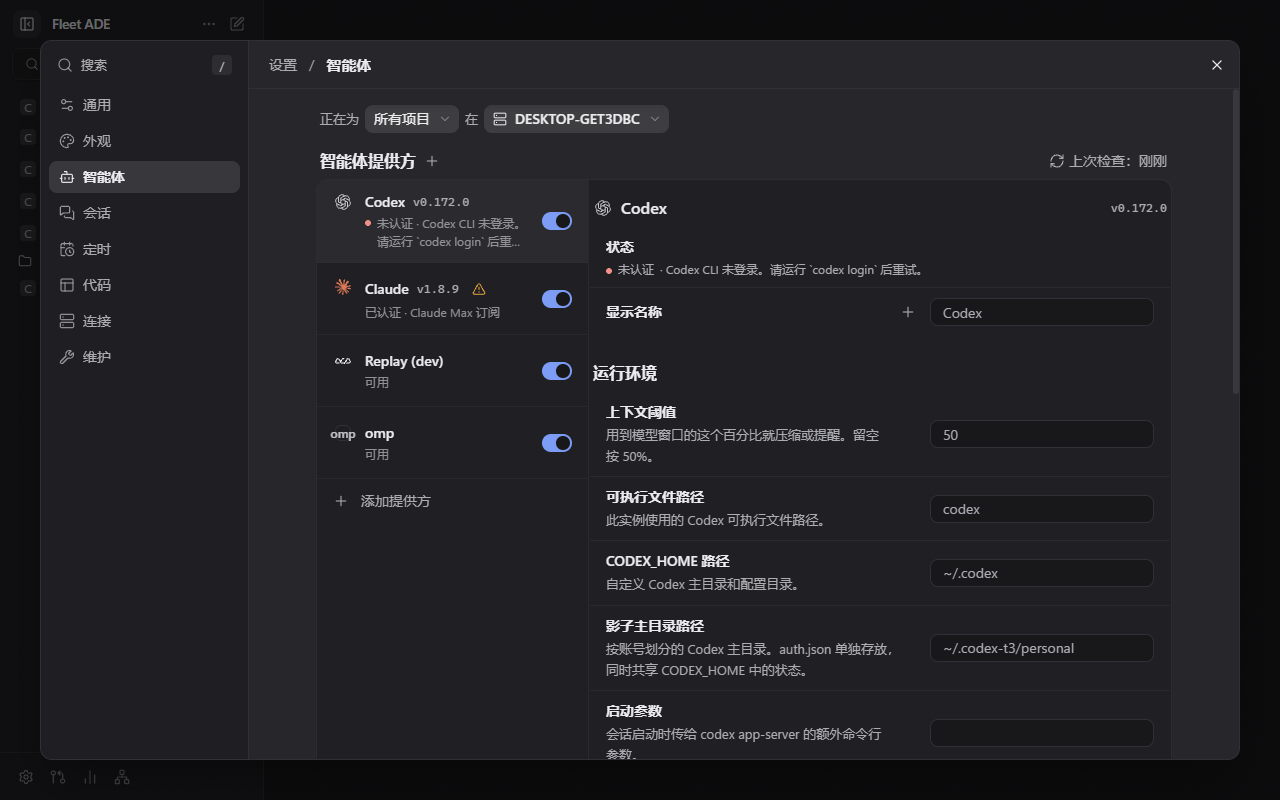 Fleet ADE
搜索
/
通用
外观
智能体
会话
定时
代码
连接
维护
设置 / 智能体
正在为 所有项目 在 DESKTOP-GET3DBC
智能体提供方
上次检查：刚刚
Codex v0.172.0
未认证 · Codex CLI 未登录。
请运行 `codex login` 后重...
Claude v1.8.9
已认证 · Claude Max 订阅
Replay (dev)
可用
omp omp
可用
添加提供方
Codex v0.172.0
状态
未认证 · Codex CLI 未登录。请运行 `codex login` 后重试。
显示名称
Codex
运行环境
上下文阈值
用到模型窗口的这个百分比就压缩或提醒。留空
按 50%。
50
可执行文件路径
此实例使用的 Codex 可执行文件路径。
codex
CODEX_HOME 路径
自定义 Codex 主目录和配置目录。
~/.codex
影子主目录路径
按账号划分的 Codex 主目录。auth.json 单独存放，
同时共享 CODEX_HOME 中的状态。
~/.codex-t3/personal
启动参数
会话启动时传给 codex app-server 的额外命令行
参数。
C
C
C
C
C
C